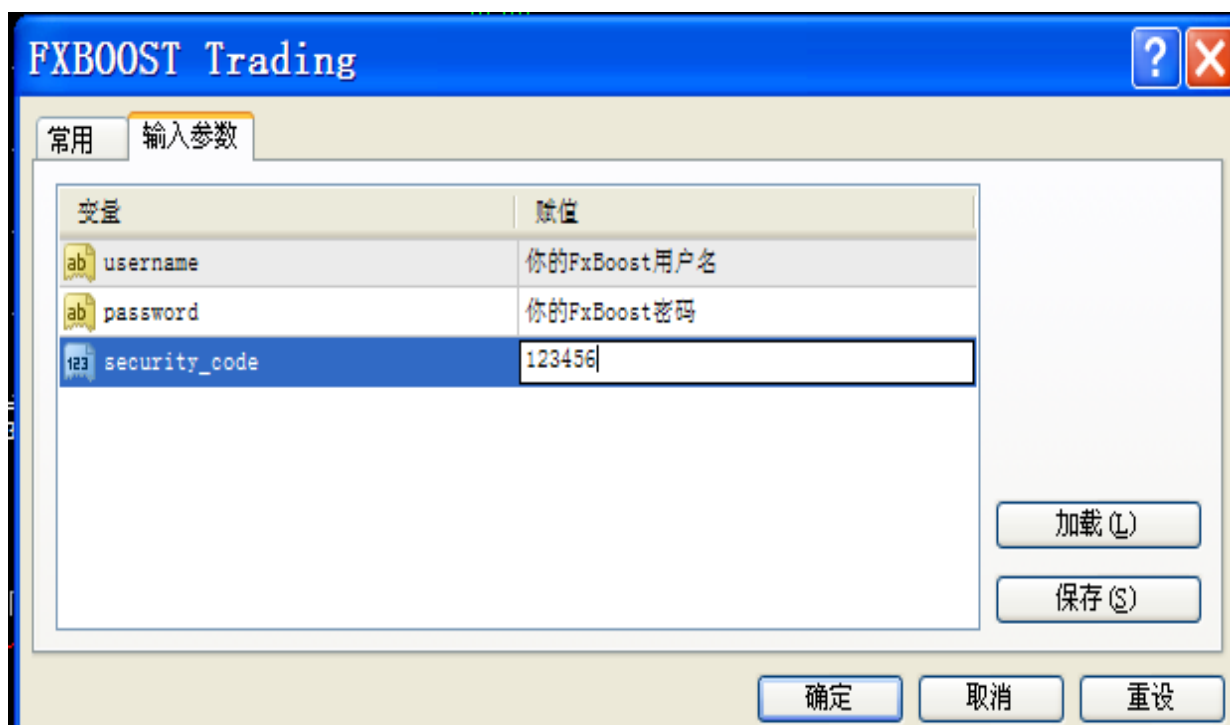 FXBOOST Trading
常用 输入参数
变量 赋值
username 你的FxBoost用户名
password 你的FxBoost密码
security_code 123456
加载(L)
保存(S)
确定 取消 重设